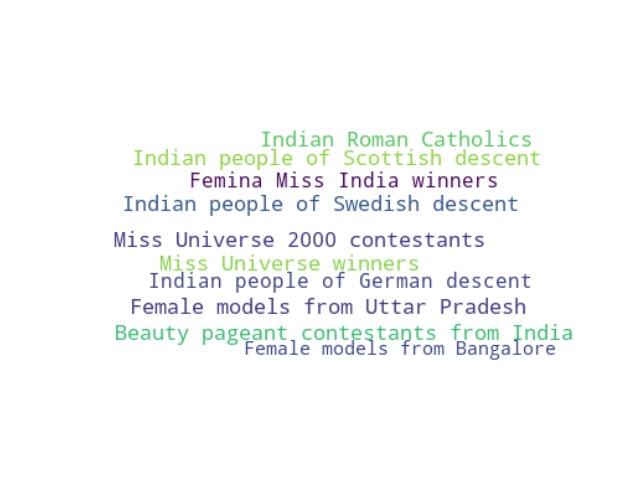 Indian Roman Catholics
Indian people of Scottish descent
Femina Miss India winners
Indian people of Swedish descent
Miss Universe 2000 contestants
Miss Universe winners
Indian people of German descent
Female models from Uttar Pradesh
Beauty pageant contestants from India
Female models from Bangalore